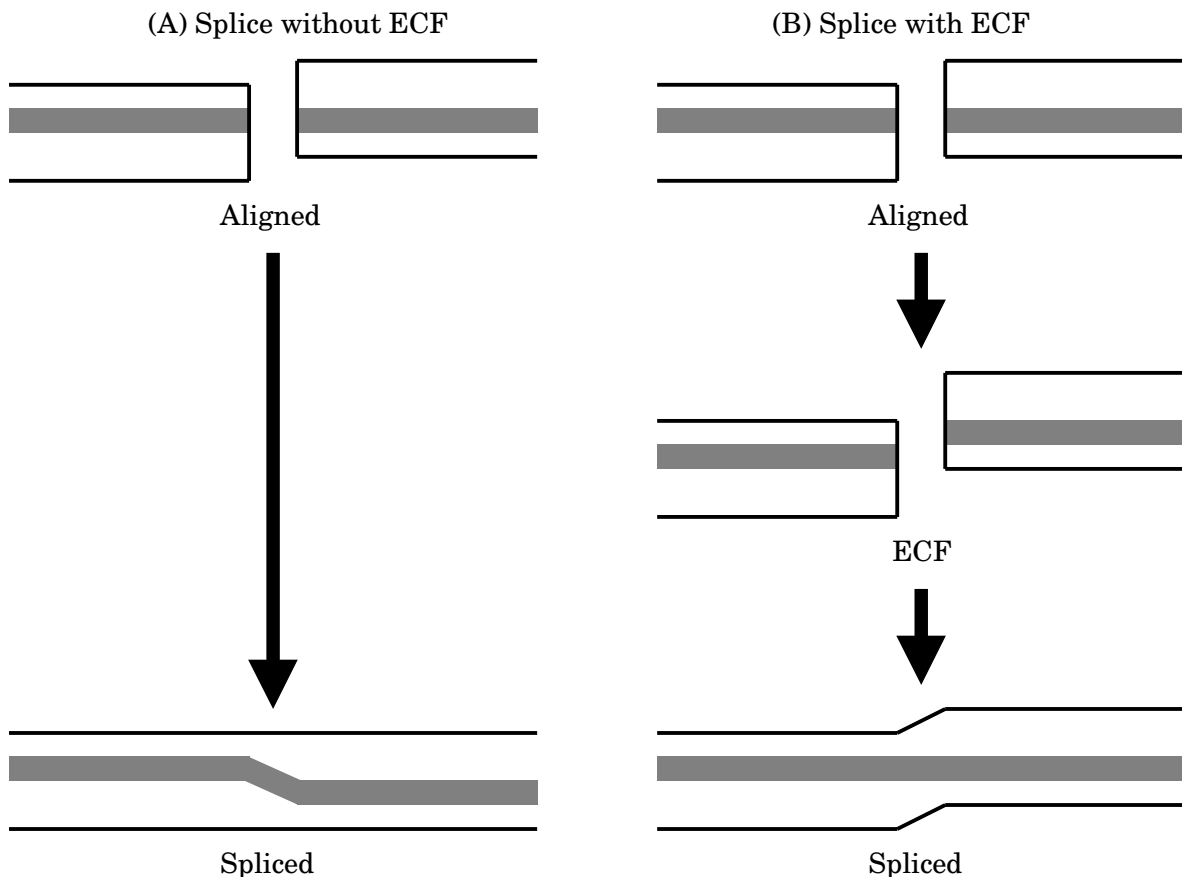 (A) Splice without ECF
(B) Splice with ECF
Aligned
Aligned
ECF
Spliced
Spliced